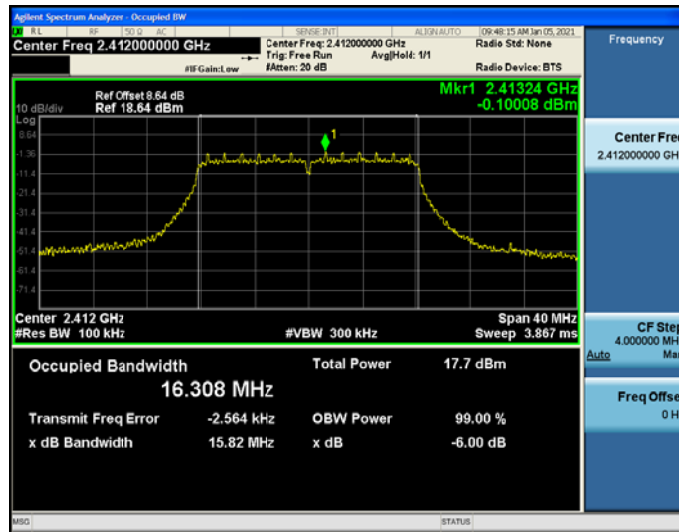 Agilent Spectrum Analyzer - Occupied BW
RL RF 50 Ω AC SENSE:INT ALIGNAUTO 09:48:15 AM Jan 05, 2021
Center Freq 2.412000000 GHz
Center Freq: 2.412000000 GHz
Radio Std: None
Trig: Free Run Avg|Hold: 1/1
#IFGain:Low #Atten: 20 dB Radio Device: BTS
Frequency
Ref Offset 8.64 dB
10 dB/div Ref 18.64 dBm
Mkr1 2.41324 GHz
-0.10008 dBm
Log
8.64
-1.36
-11.4
-21.4
-31.4
-41.4
-51.4
-61.4
-71.4
1
Center 2.412 GHz Span 40 MHz
#Res BW 100 kHz #VBW 300 kHz Sweep 3.867 ms
Occupied Bandwidth Total Power 17.7 dBm
16.308 MHz
Transmit Freq Error -2.564 kHz OBW Power 99.00 %
x dB Bandwidth 15.82 MHz x dB -6.00 dB
Center Fre
2.412000000 GH
CF Step
4.000000 MH
Auto Ma
Freq Offse
0 H
MSG STATUS